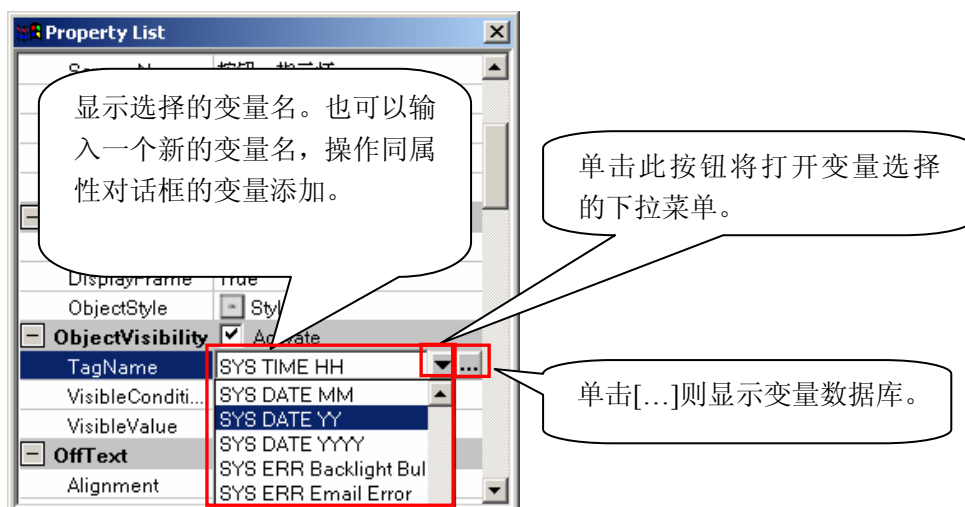 Property List
显示选择的变量名。也可以输
入一个新的变量名，操作同属
性对话框的变量添加。
单击此按钮将打开变量选择
的下拉菜单。
DisplayFrame True
ObjectStyle
ObjectVisibility Activate
TagName SYS TIME HH
VisibleConditi... SYS DATE MM
VisibleValue SYS DATE YY
SYS DATE YYYY
OffText SYS ERR Backlight Bul
Alignment SYS ERR Email Error
单击[…]则显示变量数据库。